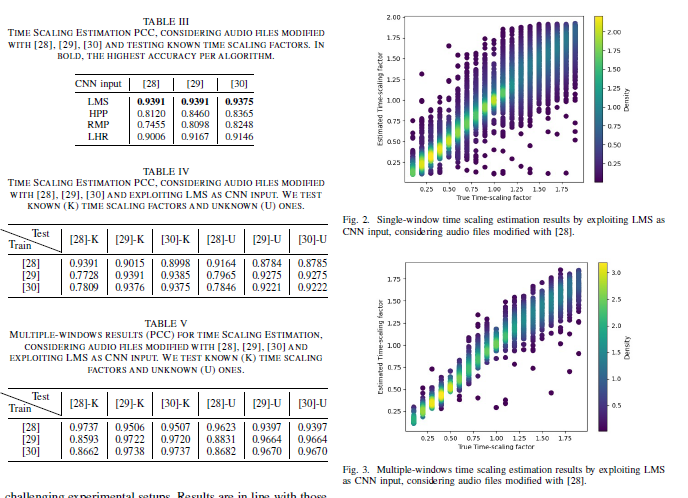 TABLE III
TIME SCALING ESTIMATION PCC, CONSIDERING AUDIO FILES MODIFIED
WITH [28], [29], [30] AND TESTING KNOWN TIME SCALING FACTORS. IN
BOLD, THE HIGHEST ACCURACY PER ALGORITHM.
CNN input [28] [29] [30]
LMS 0.9391 0.9391 0.9375
HPP 0.8120 0.8460 0.8365
RMP 0.7455 0.8098 0.8248
LHR 0.9006 0.9167 0.9146
TABLE IV
TIME SCALING ESTIMATION PCC, CONSIDERING AUDIO FILES MODIFIED
WITH [28], [29], [30] AND EXPLOITING LMS AS CNN INPUT. WE TEST
KNOWN (K) TIME SCALING FACTORS AND UNKNOWN (U) ONES.
Test
Train
[28]-K [29]-K [30]-K [28]-U [29]-U [30]-U
[28] 0.9391 0.9015 0.8998 0.9164 0.8784 0.8785
[29] 0.7728 0.9391 0.9385 0.7965 0.9275 0.9275
[30] 0.7809 0.9376 0.9375 0.7846 0.9221 0.9222
TABLE V
MULTIPLE-WINDOWS RESULTS (PCC) FOR TIME SCALING ESTIMATION,
CONSIDERING AUDIO FILES MODIFIED WITH [28], [29], [30] AND
EXPLOITING LMS AS CNN INPUT. WE TEST KNOWN (K) TIME SCALING
FACTORS AND UNKNOWN (U) ONES.
Test
Train
[28]-K [29]-K [30]-K [28]-U [29]-U [30]-U
[28] 0.9737 0.9506 0.9507 0.9623 0.9397 0.9397
[29] 0.8593 0.9722 0.9720 0.8831 0.9664 0.9664
[30] 0.8662 0.9738 0.9737 0.8682 0.9670 0.9670
challenging experimental setups. Results are in line with those
Estimated Time-scaling factor
2.00
1.75
1.50
1.25
1.00
0.75
0.50
0.25
0.25 0.50 0.75 1.00 1.25 1.50 1.75
True Time-scaling factor
2.00
1.75
1.50
1.25
1.00
0.75
0.50
0.25
Density
Fig. 2. Single-window time scaling estimation results by exploiting LMS as
CNN input, considering audio files modified with [28].
Estimated Time-scaling factor
1.75
1.50
1.25
1.00
0.75
0.50
0.25
0.25 0.50 0.75 1.00 1.25 1.50 1.75
True Time-scaling factor
3.0
2.5
2.0
1.5
1.0
0.5
Density
Fig. 3. Multiple-windows time scaling estimation results by exploiting LMS
as CNN input, considering audio files modified with [28].